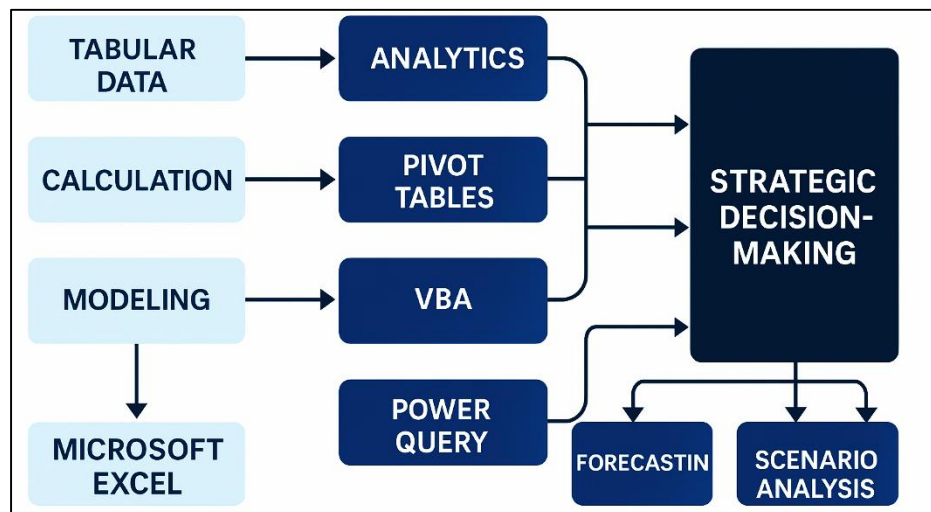 TABULAR
DATA
ANALYTICS
CALCULATION
PIVOT
TABLES
MODELING
VBA
MICROSOFT
EXCEL
POWER
QUERY
STRATEGIC
DECISION-
MAKING
FORECASTIN
SCENARIO
ANALYSIS